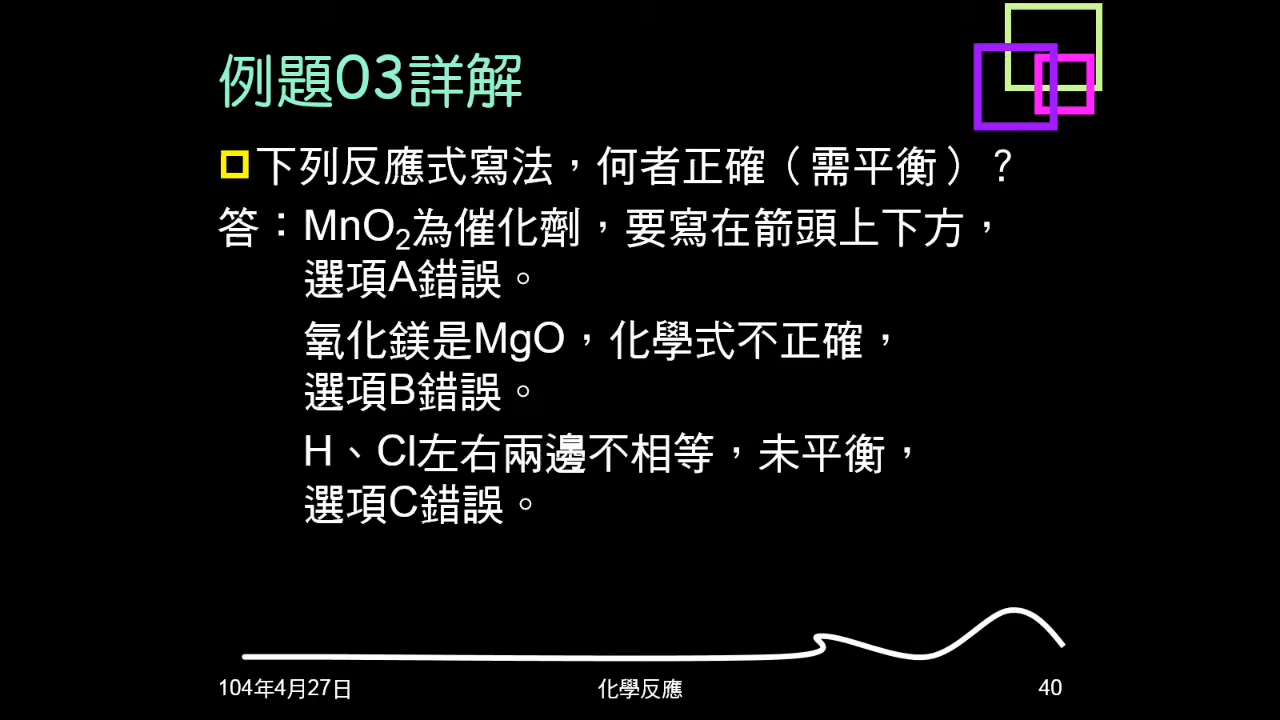 例題03詳解
下列反應式寫法，何者正確（需平衡）？
答：MnO₂為催化劑，要寫在箭頭上下方，
選項A錯誤。
氧化鎂是MgO，化學式不正確，
選項B錯誤。
H、Cl左右兩邊不相等，未平衡，
選項C錯誤。
104年4月27日
化學反應
40